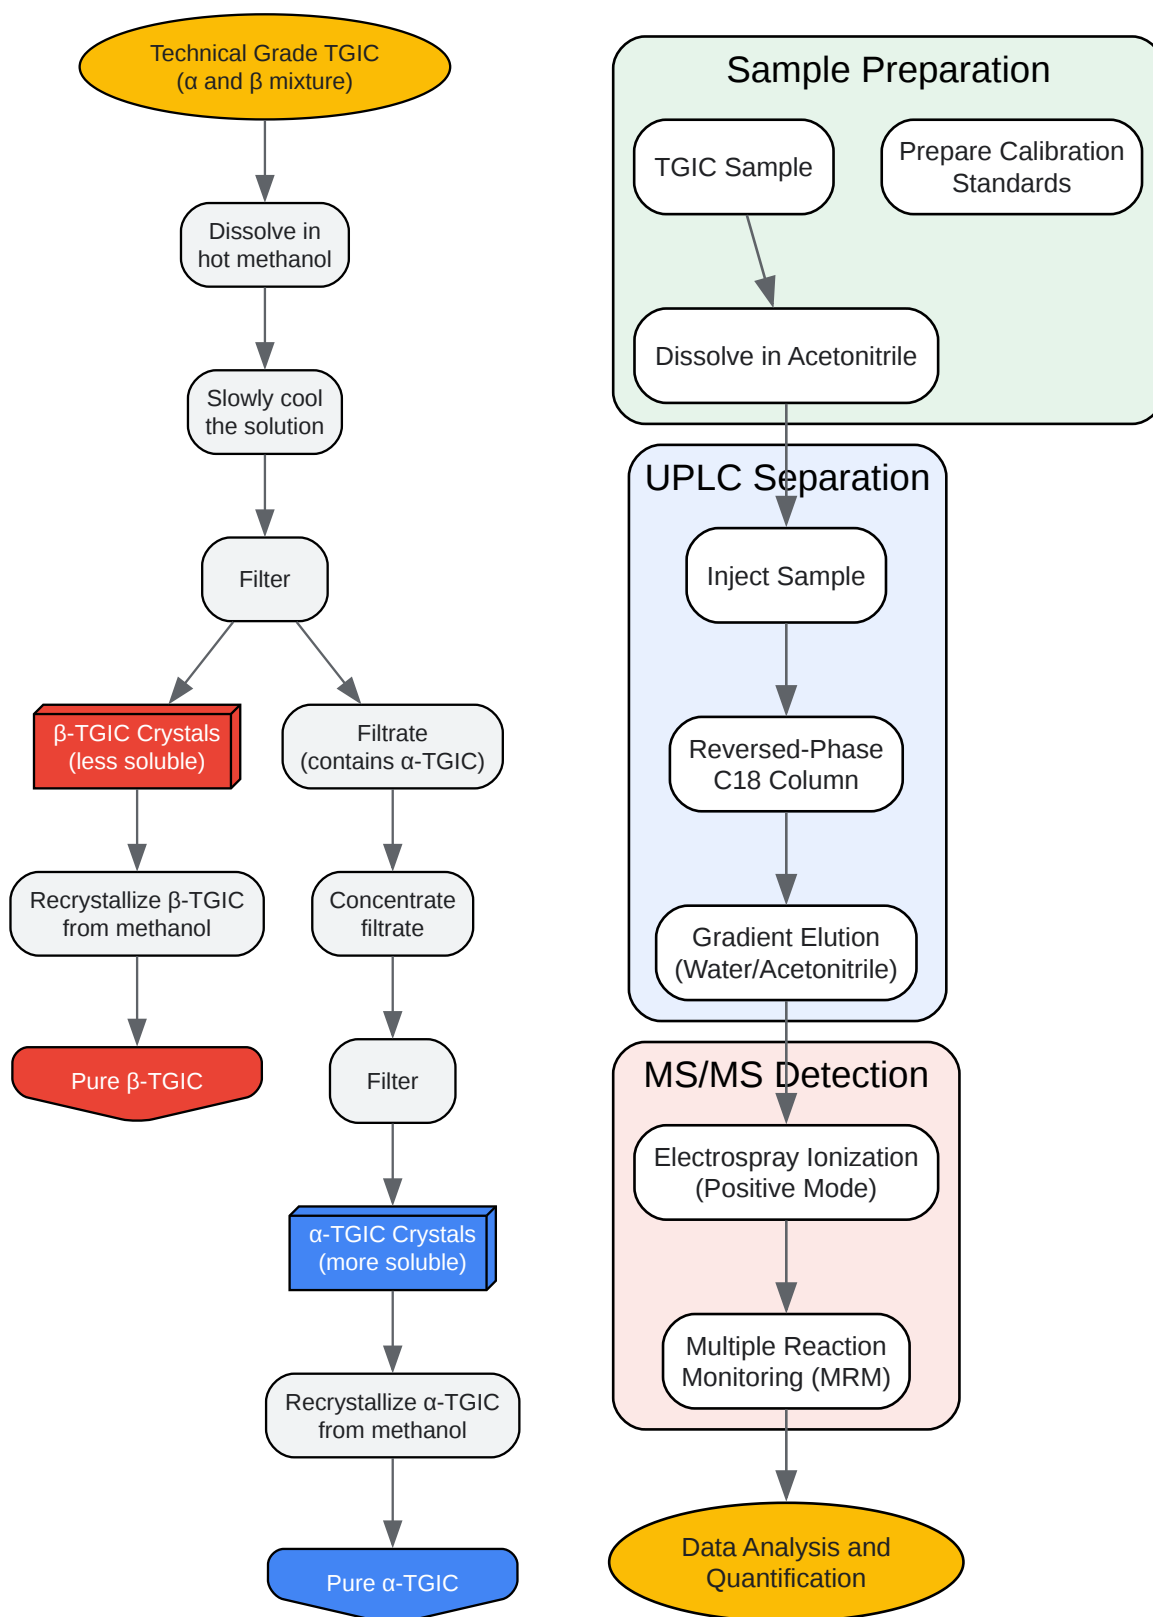 Technical Grade TGIC
(α and β mixture)
Dissolve in
hot methanol
Slowly cool
the solution
Filter
β-TGIC Crystals
(less soluble)
Filtrate
(contains α-TGIC)
Recrystallize β-TGIC
from methanol
Concentrate
filtrate
Pure β-TGIC
Filter
α-TGIC Crystals
(more soluble)
Recrystallize α-TGIC
from methanol
Pure α-TGIC
Sample Preparation
TGIC Sample
Prepare Calibration
Standards
Dissolve in Acetonitrile
UPLC Separation
Inject Sample
Reversed-Phase
C18 Column
Gradient Elution
(Water/Acetonitrile)
MS/MS Detection
Electrospray Ionization
(Positive Mode)
Multiple Reaction
Monitoring (MRM)
Data Analysis and
Quantification